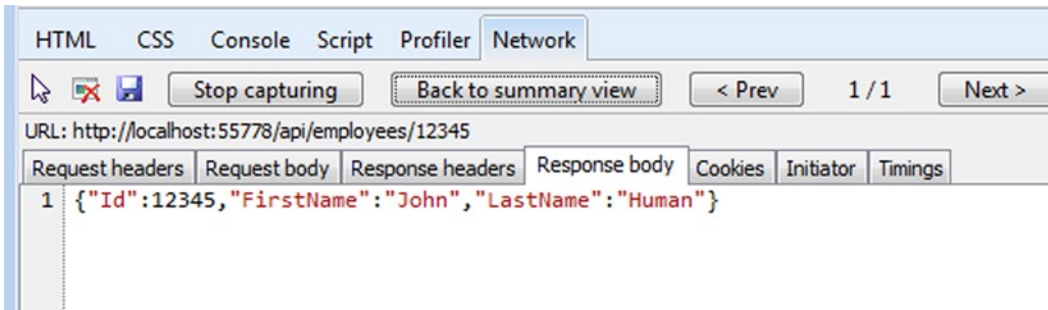 HTML CSS Console Script Profiler Network
Stop capturing Back to summary view < Prev 1 / 1 Next >
URL: http://localhost:55778/api/employees/12345
Request headers Request body Response headers Response body Cookies Initiator Timings
1 {"Id":12345,"FirstName":"John","LastName":"Human"}